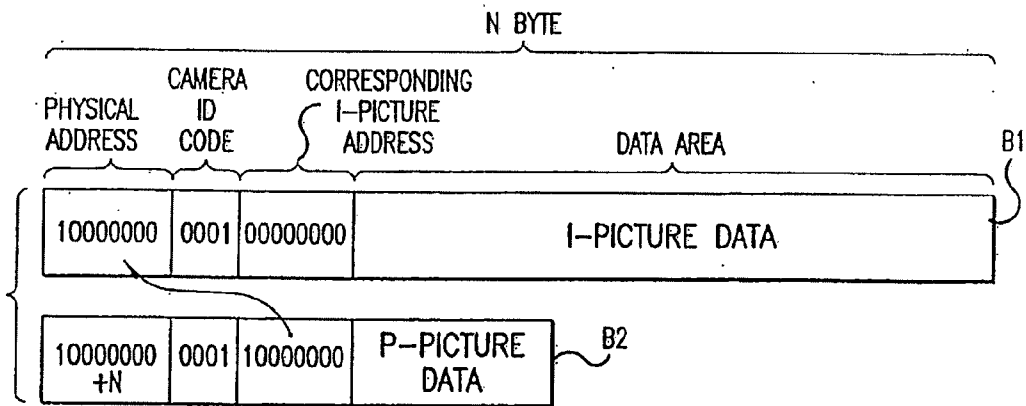 N BYTE
PHYSICAL
ADDRESS
CAMERA
ID
CODE
CORRESPONDING
I-PICTURE
ADDRESS
DATA AREA
B1
10000000 0001 00000000 I-PICTURE DATA
10000000
+N
0001 10000000
P-PICTURE
DATA
B2